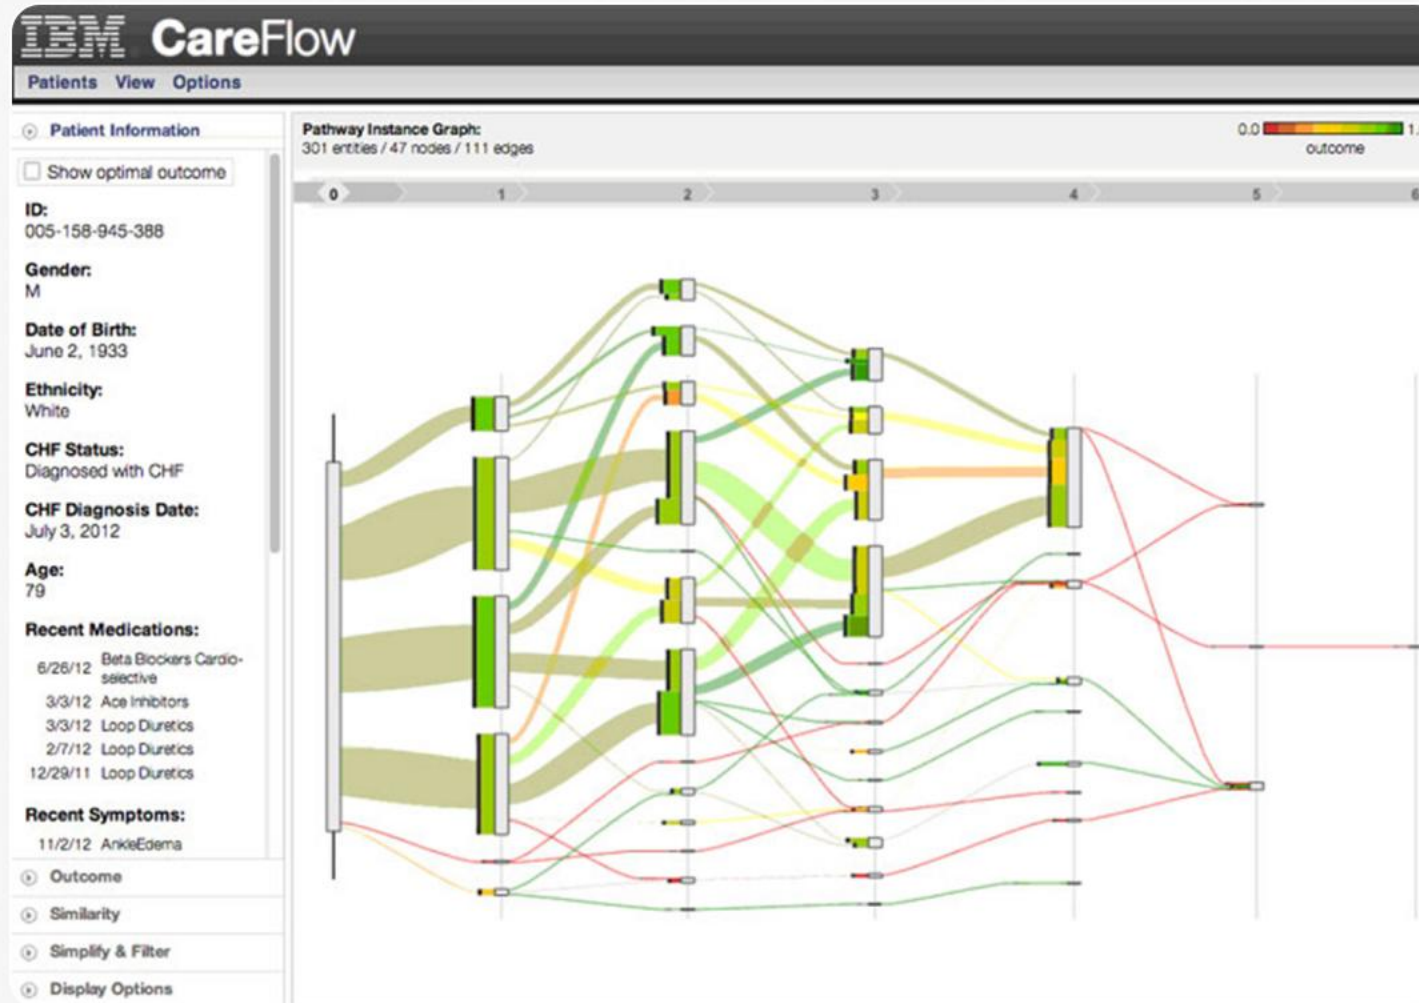 IBM CareFlow
Patients View Options
Patient Information
Show optimal outcome
ID:
005-158-945-388
Gender:
M
Date of Birth:
June 2, 1933
Ethnicity:
White
CHF Status:
Diagnosed with CHF
CHF Diagnosis Date:
July 3, 2012
Age:
79
Recent Medications:
6/26/12 Beta Blockers Cardio-
selective
3/3/12 Ace Inhibitors
3/3/12 Loop Diuretics
2/7/12 Loop Diuretics
12/29/11 Loop Diuretics
Recent Symptoms:
11/2/12 AnkleEdema
Outcome
Similarity
Simplify & Filter
Display Options
Pathway Instance Graph:
301 entities / 47 nodes / 111 edges
0.0 1.
outcome
0 1 2 3 4 5 6